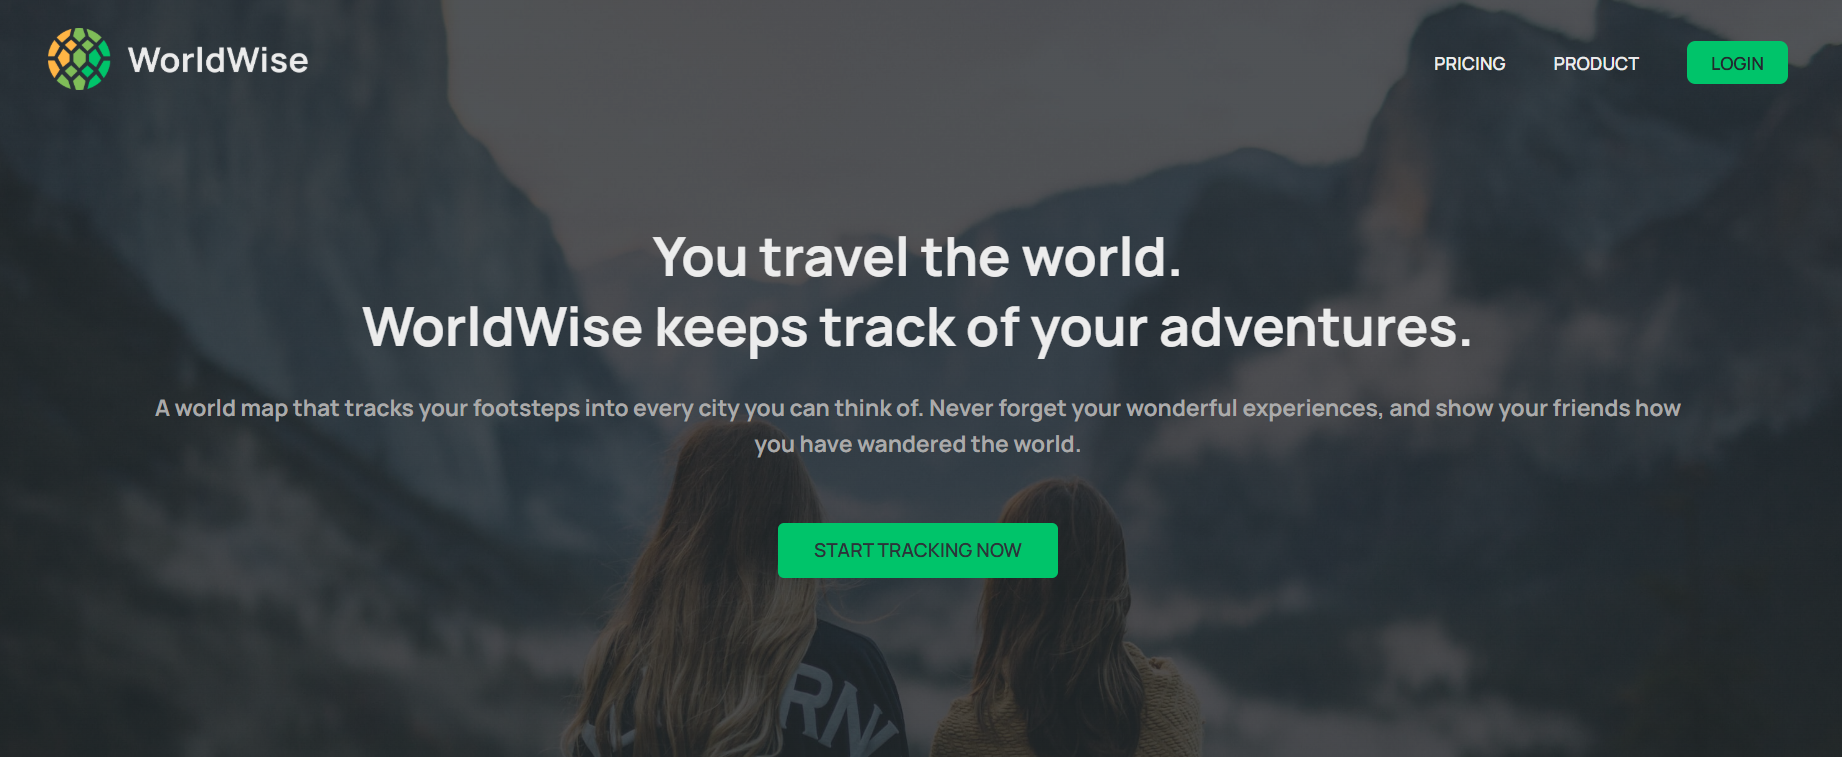 WorldWise
PRICING
PRODUCT
LOGIN
You travel the world.
WorldWise keeps track of your adventures.
A world map that tracks your footsteps into every city you can think of. Never forget your wonderful experiences, and show your friends how
you have wandered the world.
START TRACKING NOW